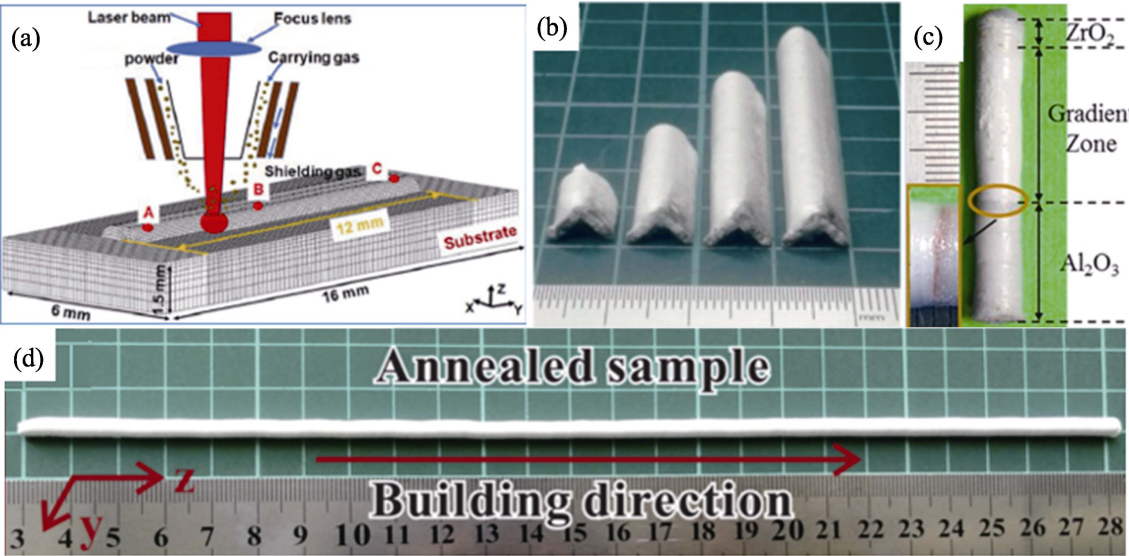 (a)
Laser beam
Focus lens
powder
Carrying gas
Shielding gas
A
B
C
12 mm
Substrate
1.5 mm
6 mm
16 mm
X
Z
Y
(b)
mm
(c)
ZrO₂
Gradient
Zone
Al₂O₃
(d)
Annealed sample
z
y
Building direction
3 4 5 6 7 8 9 10 11 12 13 14 15 16 17 18 19 20 21 22 23 24 25 26 27 28